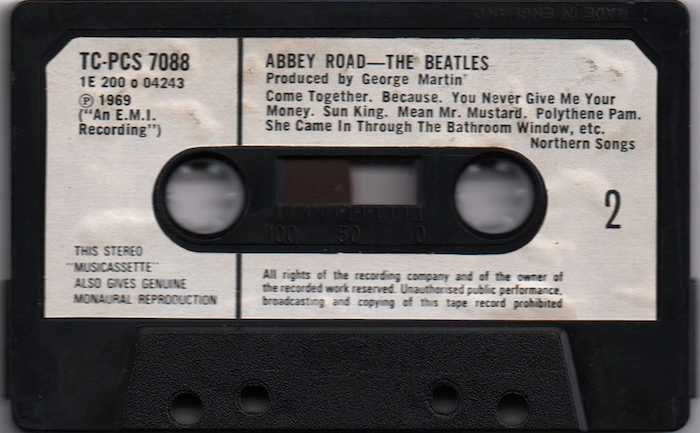 MADE IN ENGLAND
TC-PCS 7088
1E 200 o 04243
Ⓟ 1969
("An E.M.I.
Recording")
ABBEY ROAD—THE BEATLES
Produced by George Martin
Come Together. Because. You Never Give Me Your
Money. Sun King. Mean Mr. Mustard. Polythene Pam.
She Came In Through The Bathroom Window, etc.
Northern Songs
2
100 50 0
THIS STEREO
"MUSICASSETTE"
ALSO GIVES GENUINE
MONAURAL REPRODUCTION
All rights of the recording company and of the owner of
the recorded work reserved. Unauthorised public performance,
broadcasting and copying of this tape record prohibited